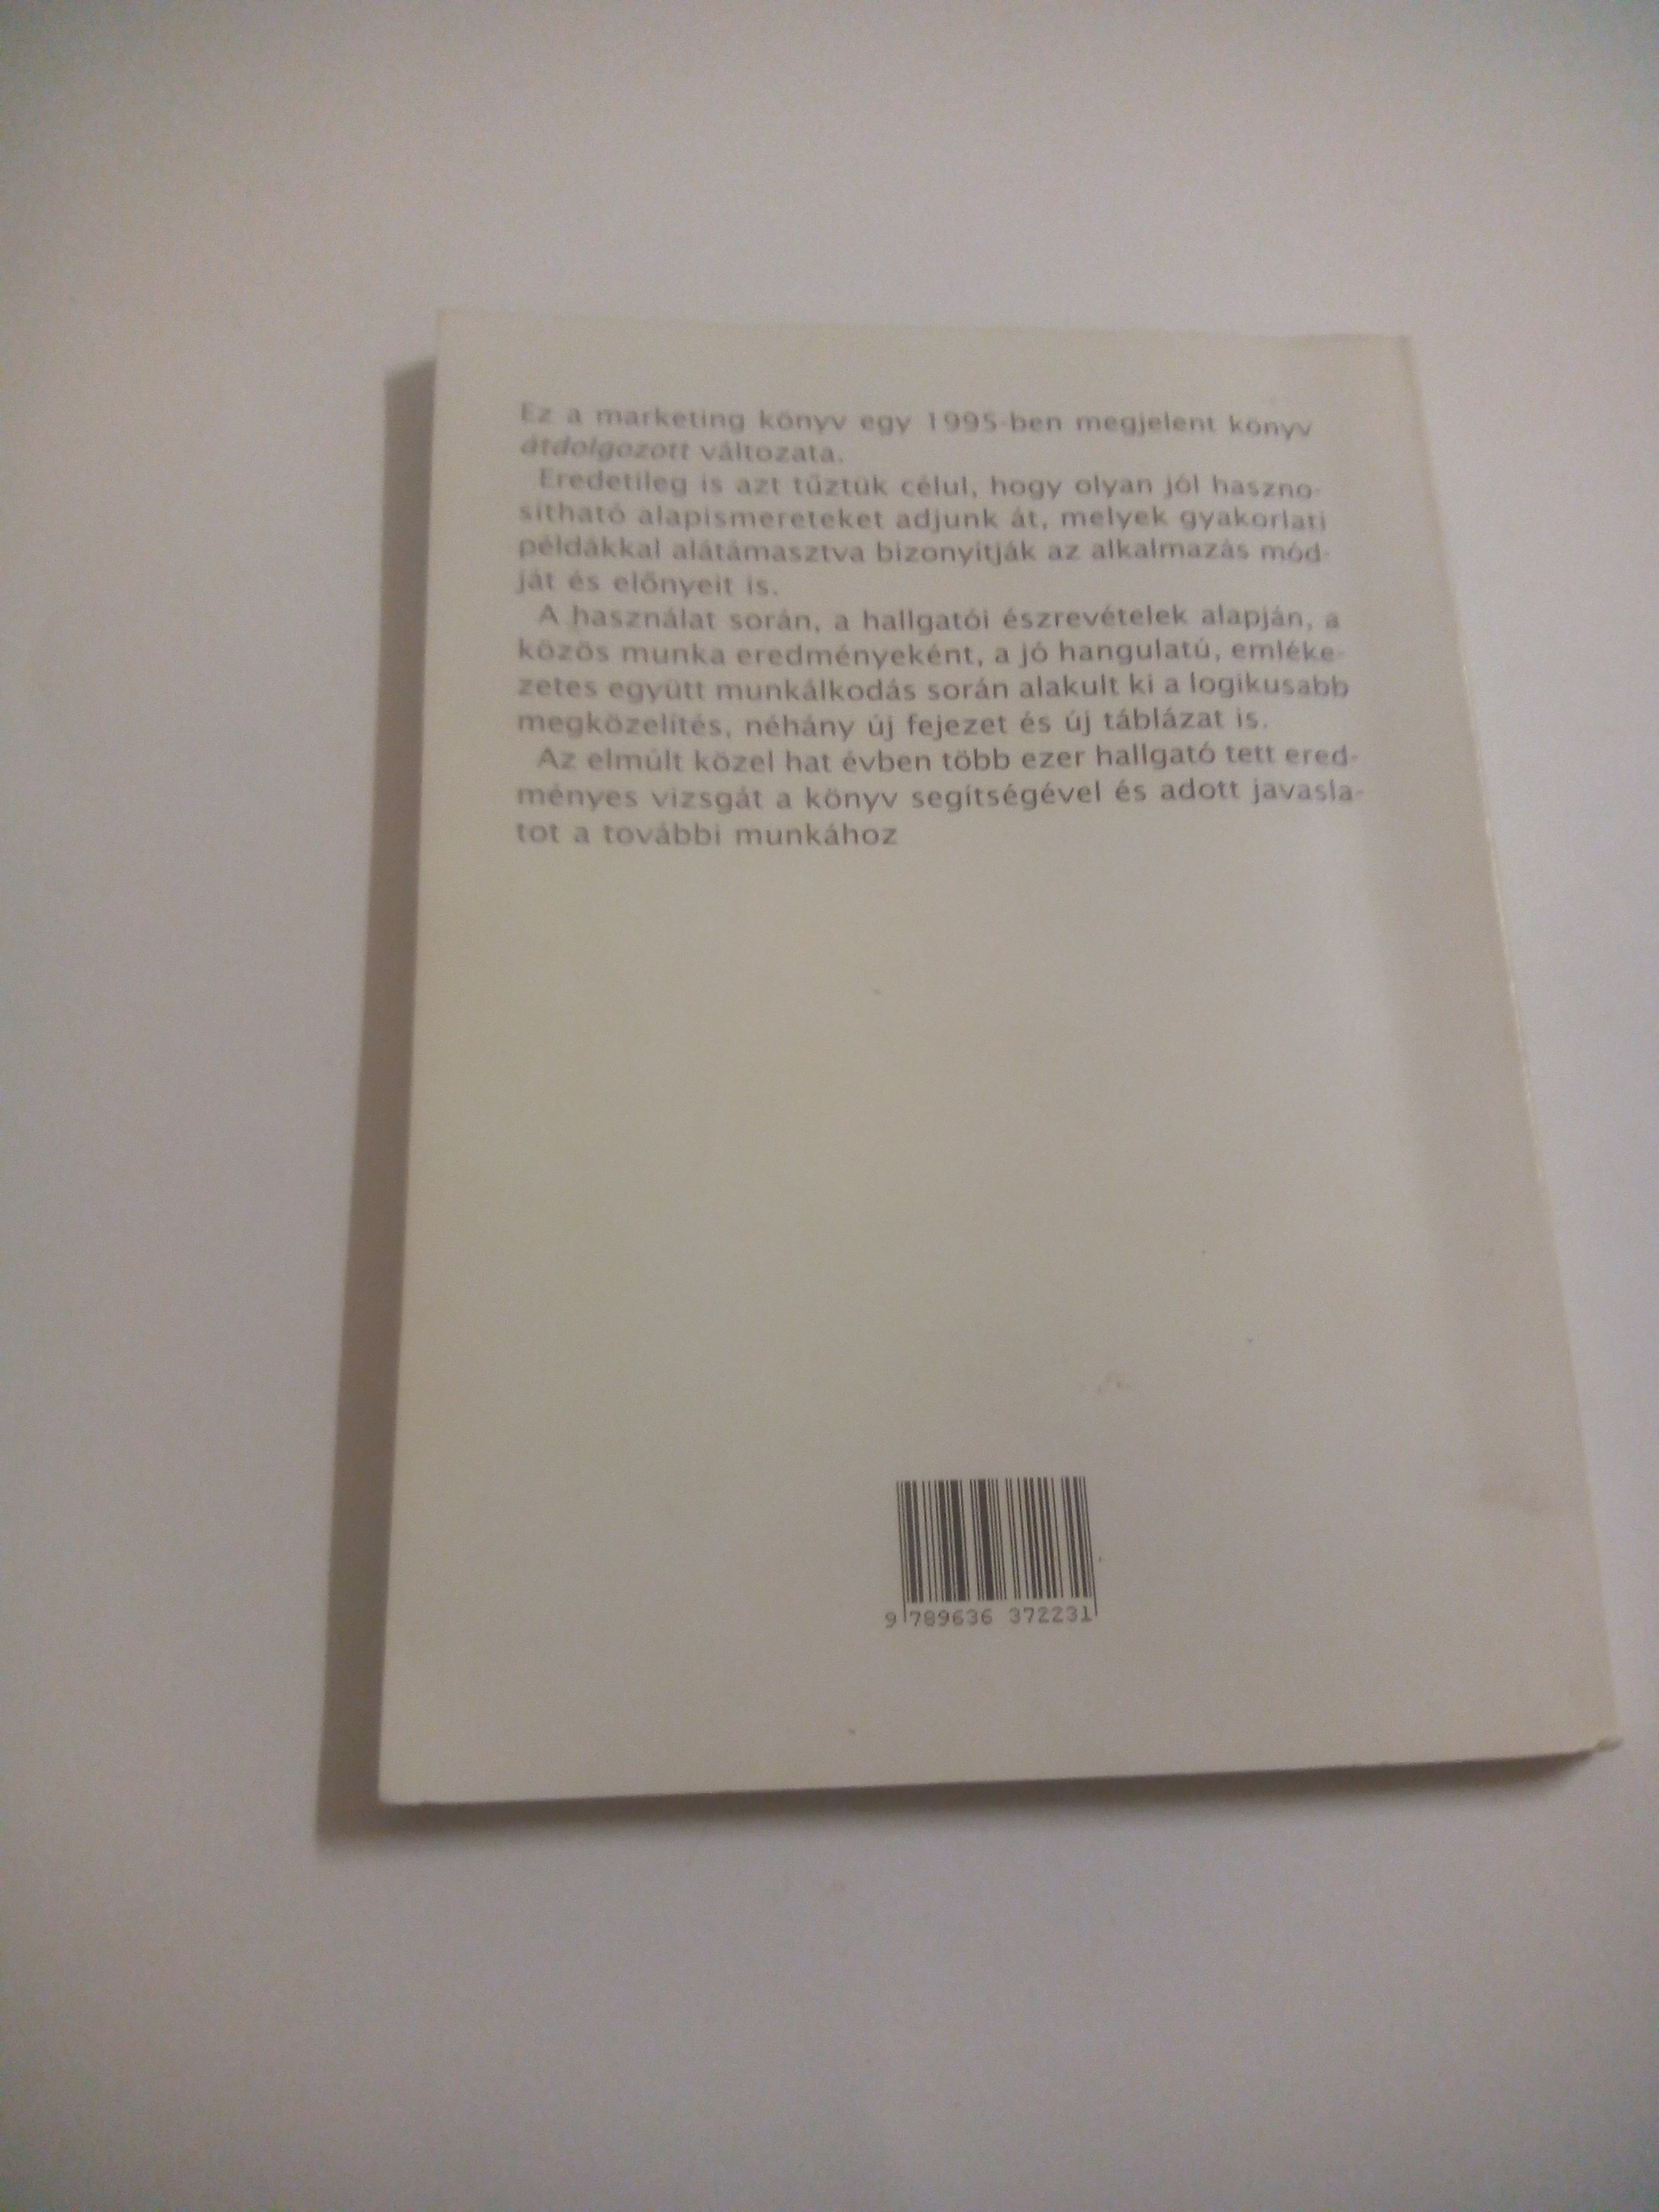 Ez a marketing könyv egy 1995-ben megjelent könyv
átdolgozott változata.
Eredetileg is azt tűztük célul, hogy olyan jól haszno-
sítható alapismereteket adjunk át, melyek gyakorlati
példákkal alátámasztva bizonyítják az alkalmazás mód-
ját és előnyeit is.
A használat során, a hallgatói észrevételek alapján, a
közös munka eredményeként, a jó hangulatú, emléke-
zetes együtt munkálkodás során alakult ki a logikusabb
megközelítés, néhány új fejezet és új táblázat is.
Az elmúlt közel hat évben több ezer hallgató tett ered-
ményes vizsgát a könyv segítségével és adott javasla-
tot a további munkához
9 789636 372231